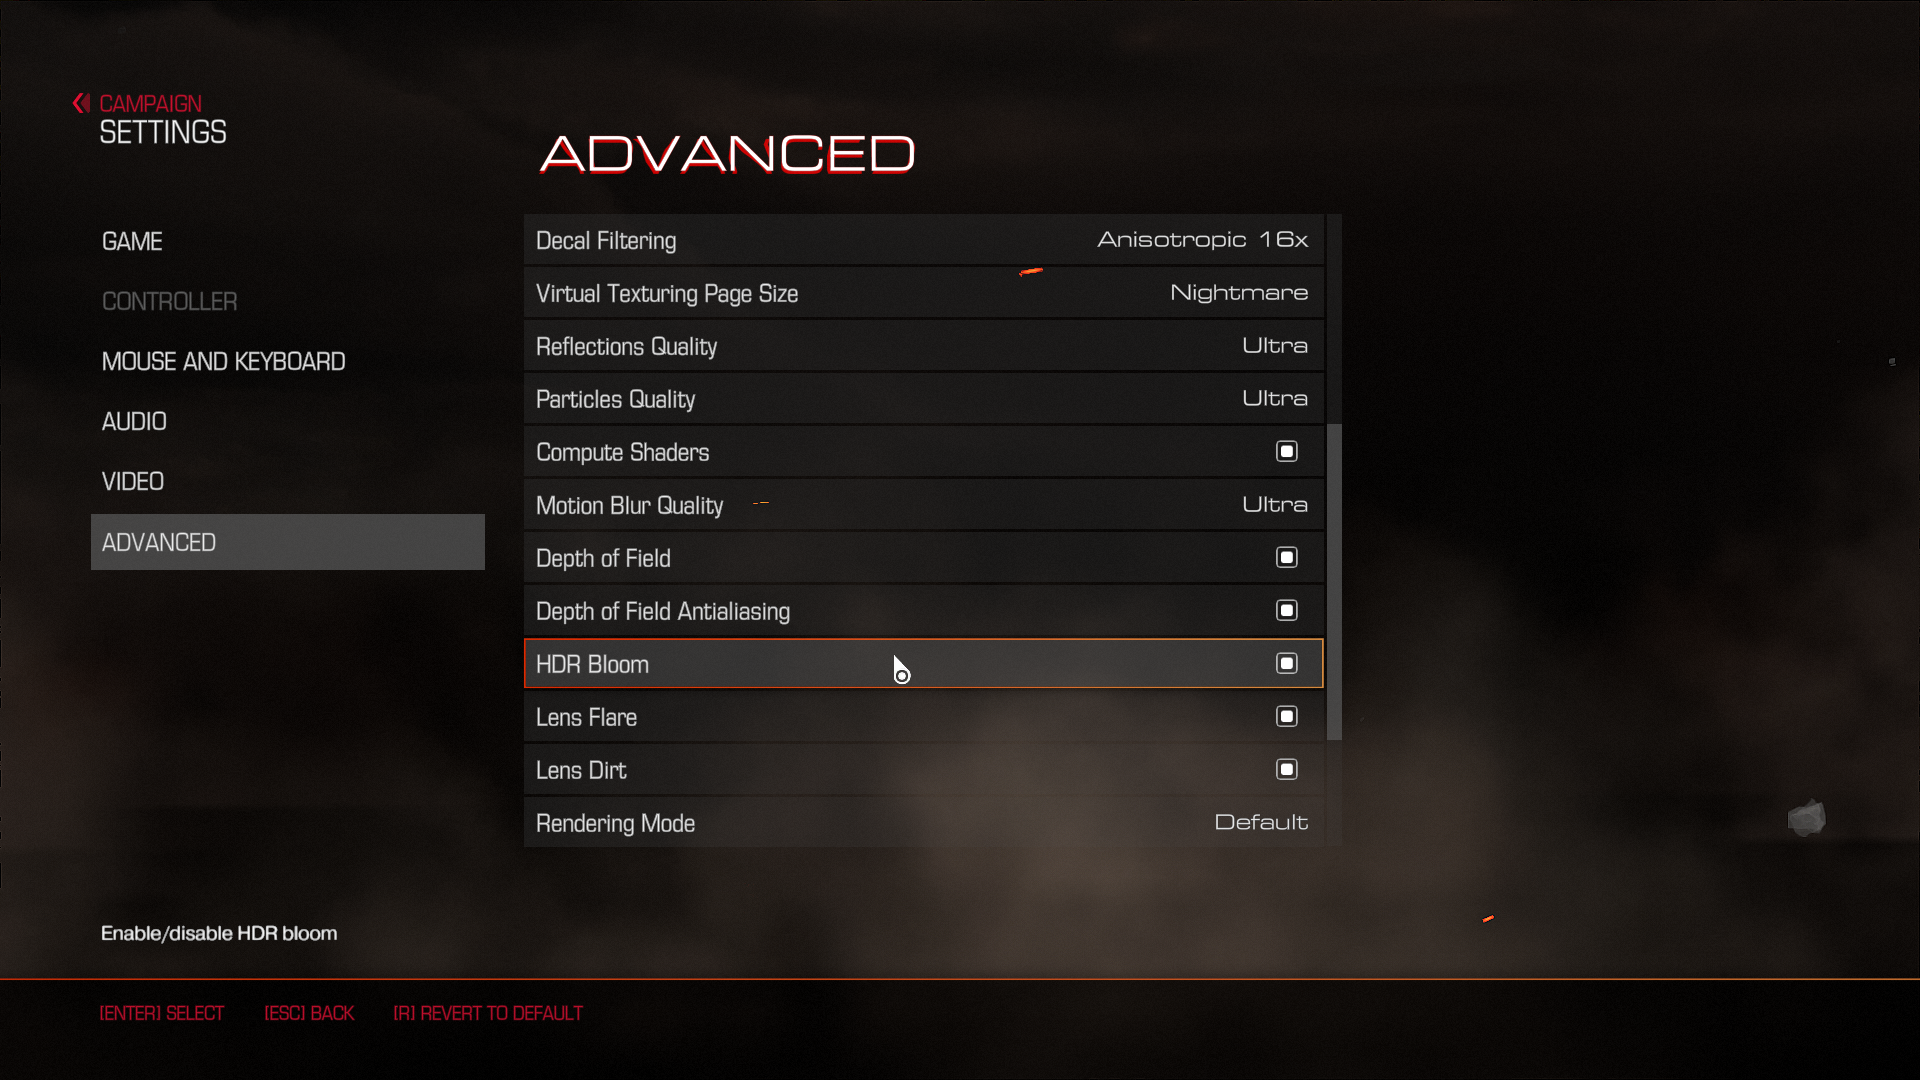 CAMPAIGN
SETTINGS
ADVANCED
GAME
CONTROLLER
MOUSE AND KEYBOARD
AUDIO
VIDEO
ADVANCED
Decal Filtering Anisotropic 16x
Virtual Texturing Page Size Nightmare
Reflections Quality Ultra
Particles Quality Ultra
Compute Shaders
Motion Blur Quality Ultra
Depth of Field
Depth of Field Antialiasing
HDR Bloom
Lens Flare
Lens Dirt
Rendering Mode Default
Enable/disable HDR bloom
[ENTER] SELECT [ESC] BACK [R] REVERT TO DEFAULT